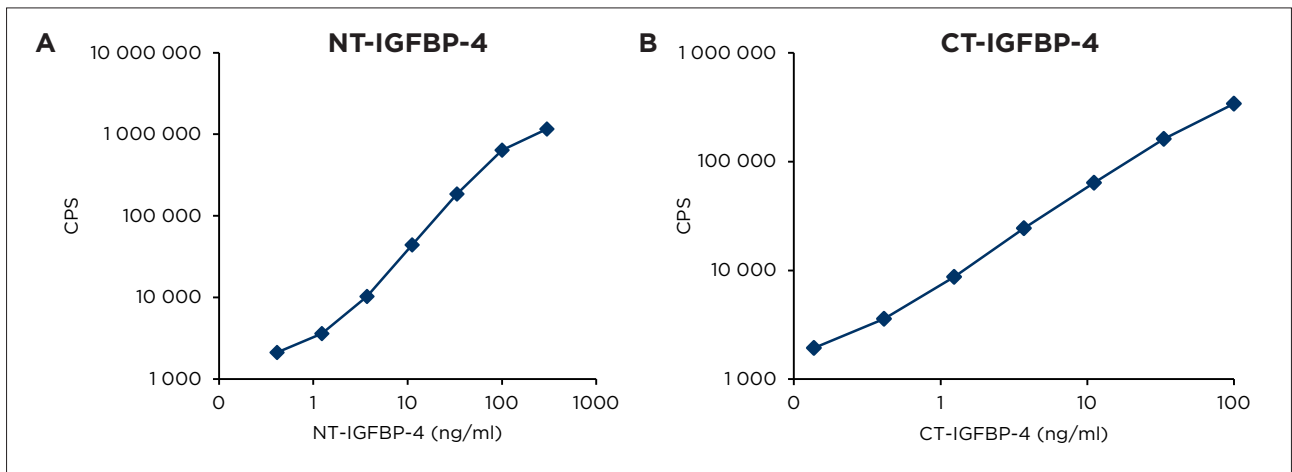 A
NT-IGFBP-4
10 000 000
1 000 000
100 000
10 000
1 000
CPS
0 1 10 100 1000
NT-IGFBP-4 (ng/ml)
B
CT-IGFBP-4
1 000 000
100 000
10 000
1 000
CPS
0 1 10 100
CT-IGFBP-4 (ng/ml)